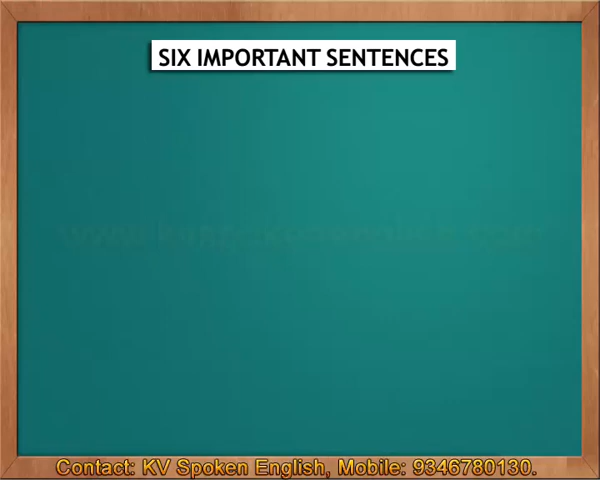 SIX IMPORTANT SENTENCES
Contact: KV Spoken English, Mobile: 9346780130.